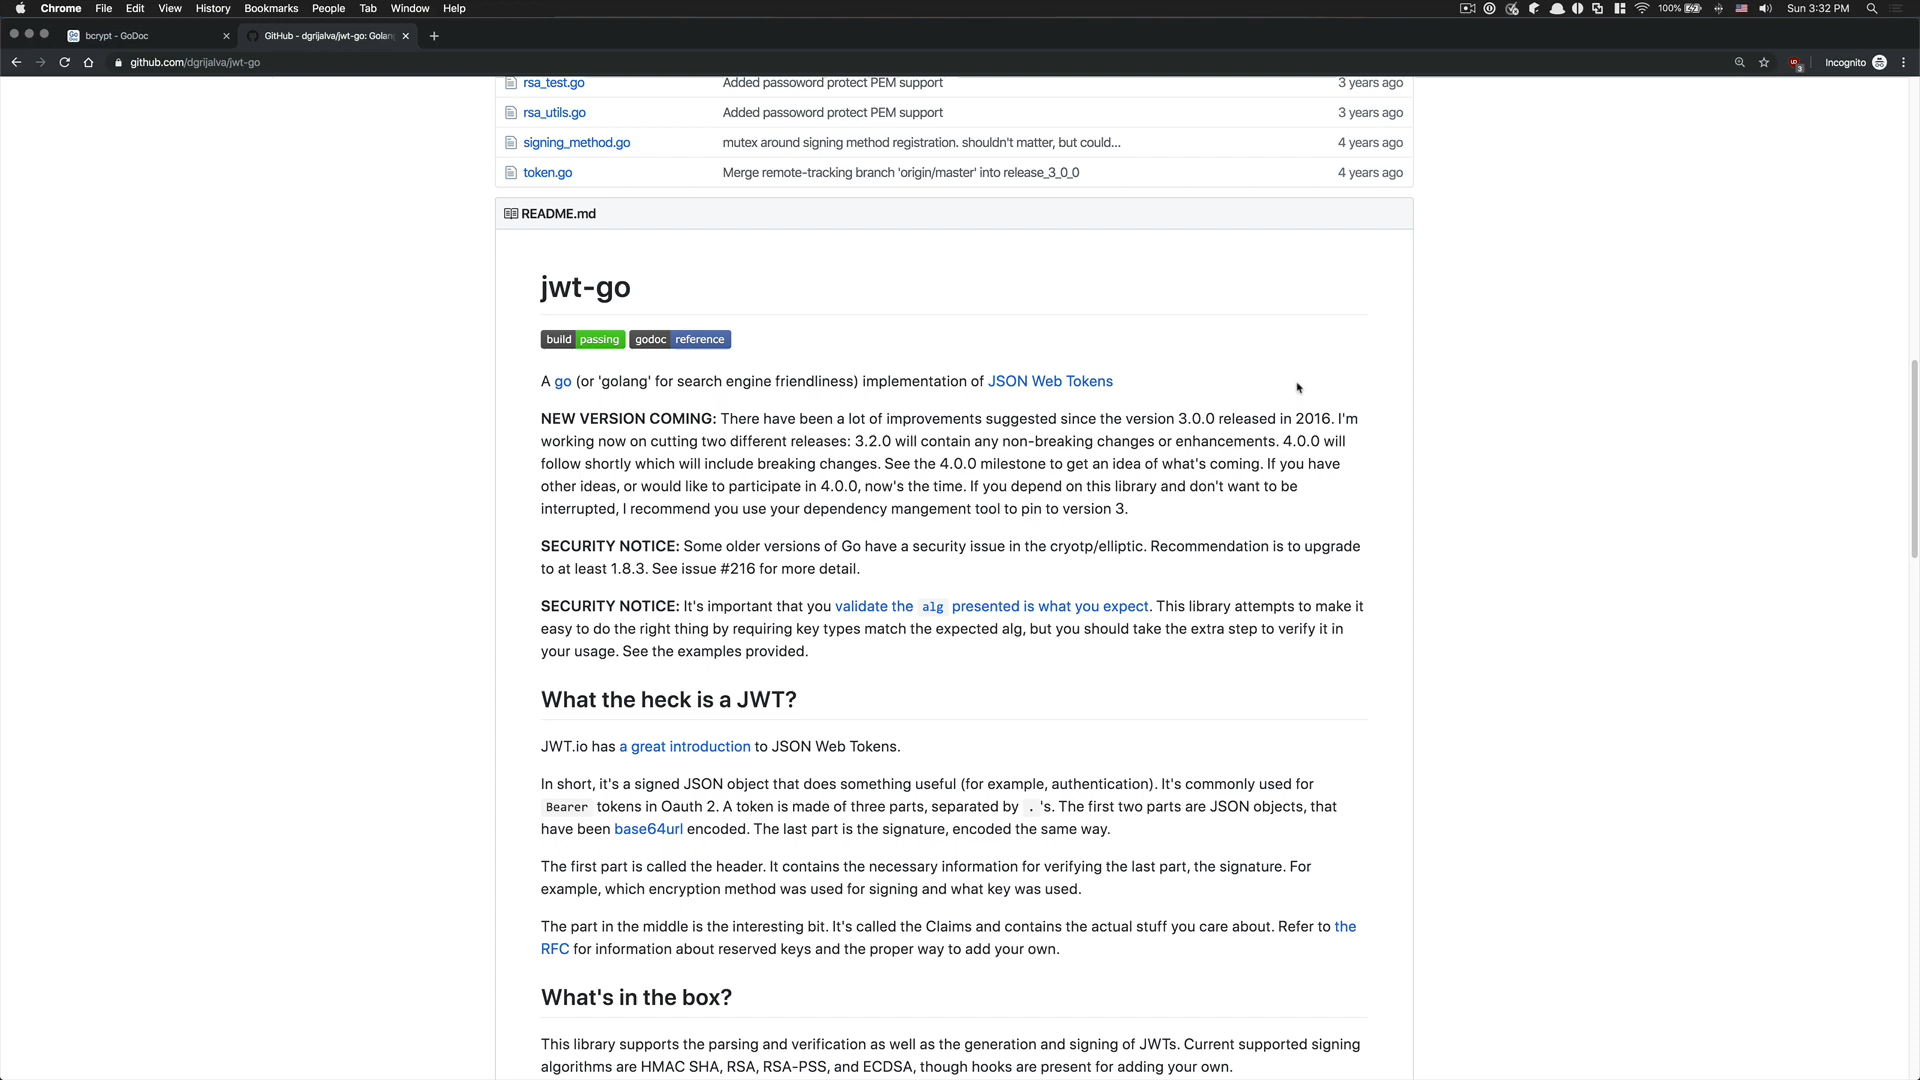 Chrome File Edit View History Bookmarks People Tab Window Help 100% Sun 3:32 PM
bcrypt - GoDoc GitHub - dgrijalva/jwt-go: Golang
github.com/dgrijalva/jwt-go Incognito
rsa_test.go Added passoword protect PEM support 3 years ago
rsa_utils.go Added passoword protect PEM support 3 years ago
signing_method.go mutex around signing method registration. shouldn't matter, but could... 4 years ago
token.go Merge remote-tracking branch 'origin/master' into release_3_0_0 4 years ago
README.md
jwt-go
build passing godoc reference
A go (or 'golang' for search engine friendliness) implementation of JSON Web Tokens
NEW VERSION COMING: There have been a lot of improvements suggested since the version 3.0.0 released in 2016. I'm
working now on cutting two different releases: 3.2.0 will contain any non-breaking changes or enhancements. 4.0.0 will
follow shortly which will include breaking changes. See the 4.0.0 milestone to get an idea of what's coming. If you have
other ideas, or would like to participate in 4.0.0, now's the time. If you depend on this library and don't want to be
interrupted, I recommend you use your dependency mangement tool to pin to version 3.
SECURITY NOTICE: Some older versions of Go have a security issue in the cryotp/elliptic. Recommendation is to upgrade
to at least 1.8.3. See issue #216 for more detail.
SECURITY NOTICE: It's important that you validate the alg presented is what you expect. This library attempts to make it
easy to do the right thing by requiring key types match the expected alg, but you should take the extra step to verify it in
your usage. See the examples provided.
What the heck is a JWT?
JWT.io has a great introduction to JSON Web Tokens.
In short, it's a signed JSON object that does something useful (for example, authentication). It's commonly used for
Bearer tokens in Oauth 2. A token is made of three parts, separated by . 's. The first two parts are JSON objects, that
have been base64url encoded. The last part is the signature, encoded the same way.
The first part is called the header. It contains the necessary information for verifying the last part, the signature. For
example, which encryption method was used for signing and what key was used.
The part in the middle is the interesting bit. It's called the Claims and contains the actual stuff you care about. Refer to the
RFC for information about reserved keys and the proper way to add your own.
What's in the box?
This library supports the parsing and verification as well as the generation and signing of JWTs. Current supported signing
algorithms are HMAC SHA, RSA, RSA-PSS, and ECDSA, though hooks are present for adding your own.